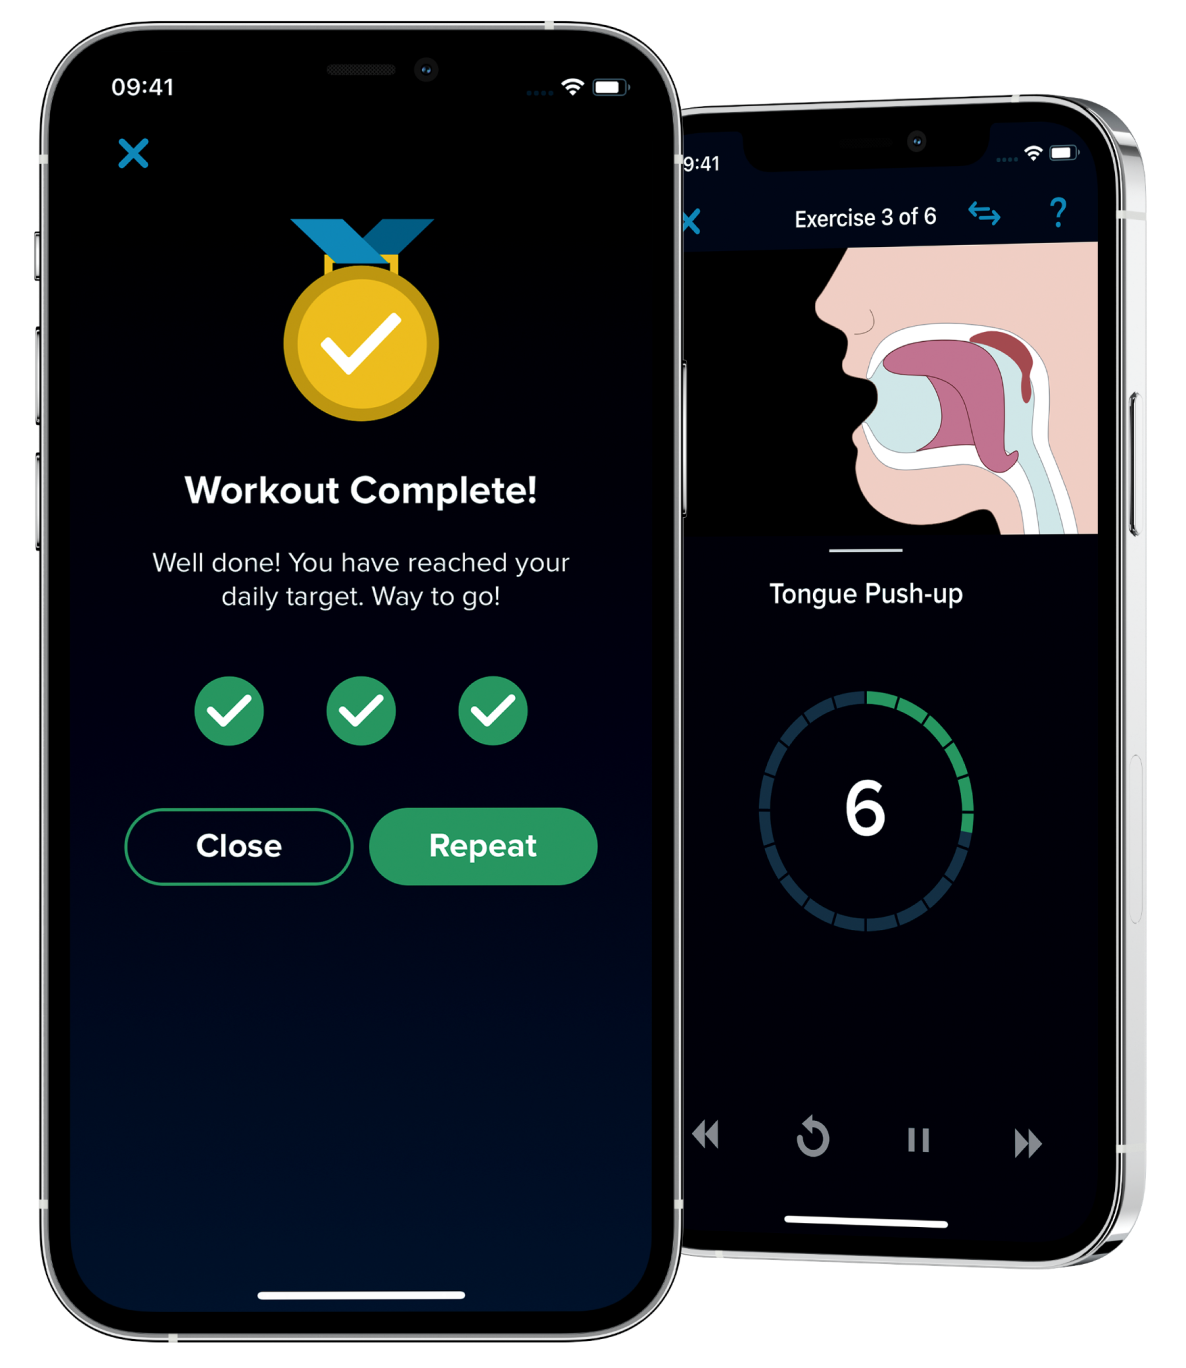 09:41
Workout Complete!
Well done! You have reached your
daily target. Way to go!
Close
Repeat
9:41
Exercise 3 of 6
?
Tongue Push-up
6